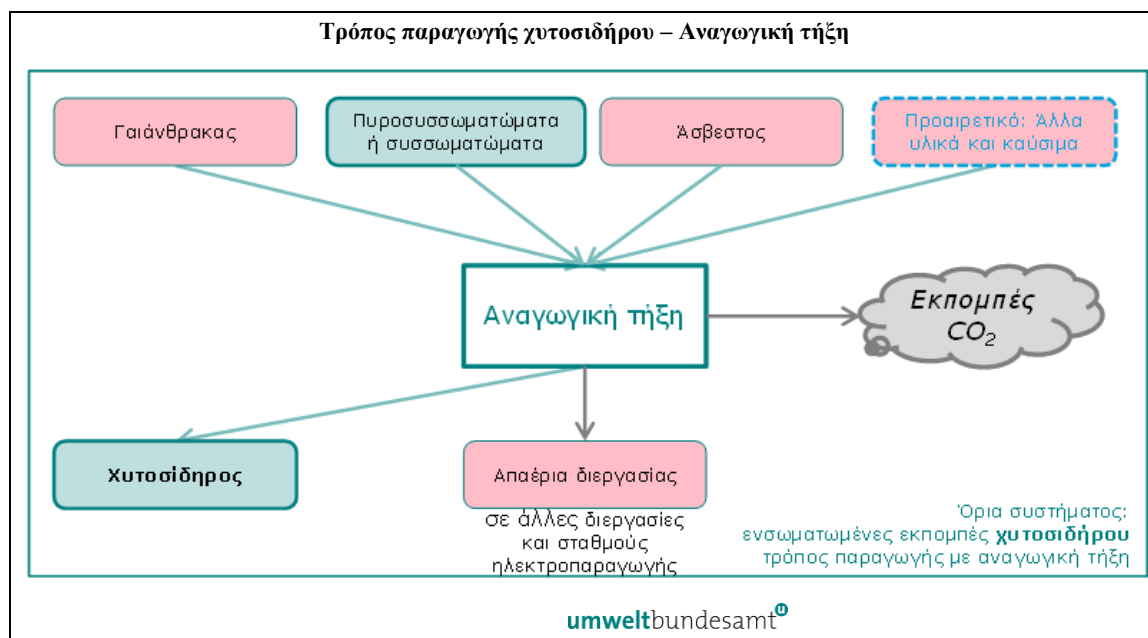 Τρόπος παραγωγής χυτοσιδήρου – Αναγωγική τήξη
Γαιάνθρακας
Πυροσυσσωματώματα
ή συσσωματώματα
Άσβεστος
Προαιρετικό: Άλλα
υλικά και καύσιμα
Αναγωγική τήξη
Εκπομπές
CO₂
Χυτοσίδηρος
Απαέρια διεργασίας
σε άλλες διεργασίες
και σταθμούς
ηλεκτροπαραγωγής
Όρια συστήματος:
ενσωματωμένες εκπομπές χυτοσιδήρου
τρόπος παραγωγής με αναγωγική τήξη
umweltbundesamt